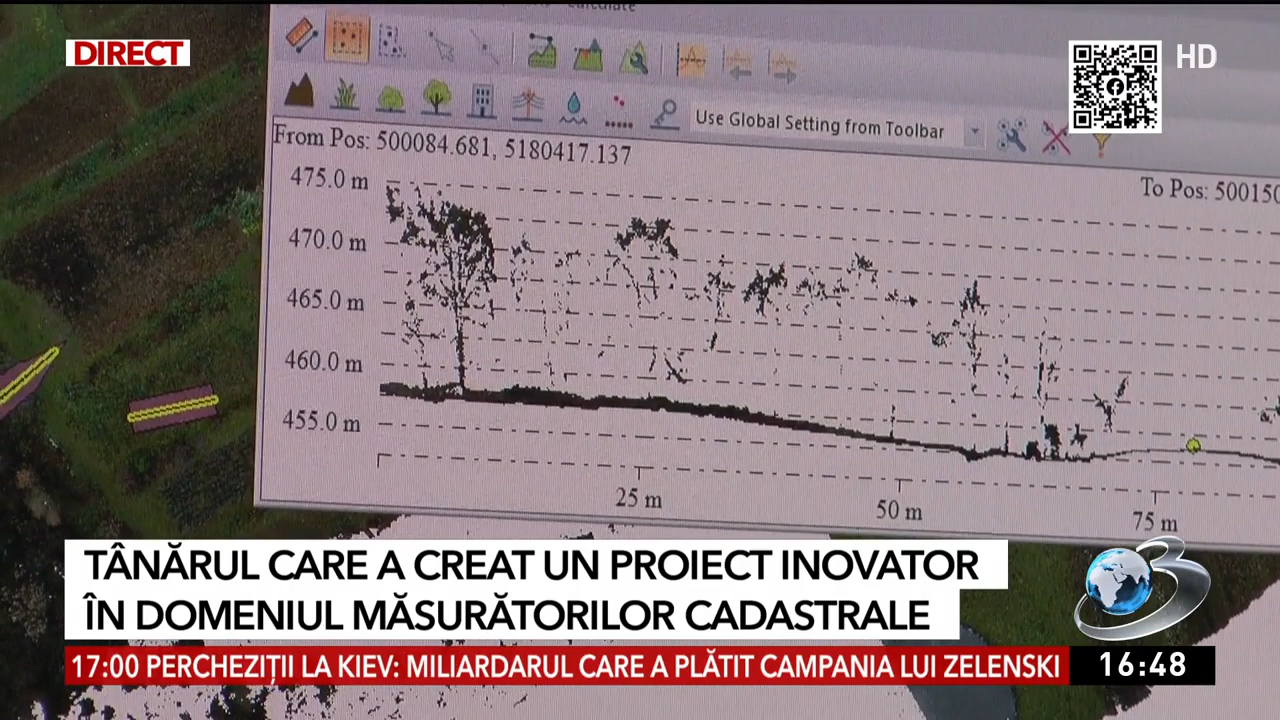 DIRECT
HD
Use Global Setting from Toolbar
From Pos: 500084.681, 5180417.137
To Pos: 500150
475.0 m
470.0 m
465.0 m
460.0 m
455.0 m
25 m
50 m
75 m
TÂNĂRUL CARE A CREAT UN PROIECT INOVATOR
ÎN DOMENIUL MĂSURĂTORILOR CADASTRALE
3
17:00 PERCHEZIȚII LA KIEV: MILIARDARUL CARE A PLĂTIT CAMPANIA LUI ZELENSKI
16:48